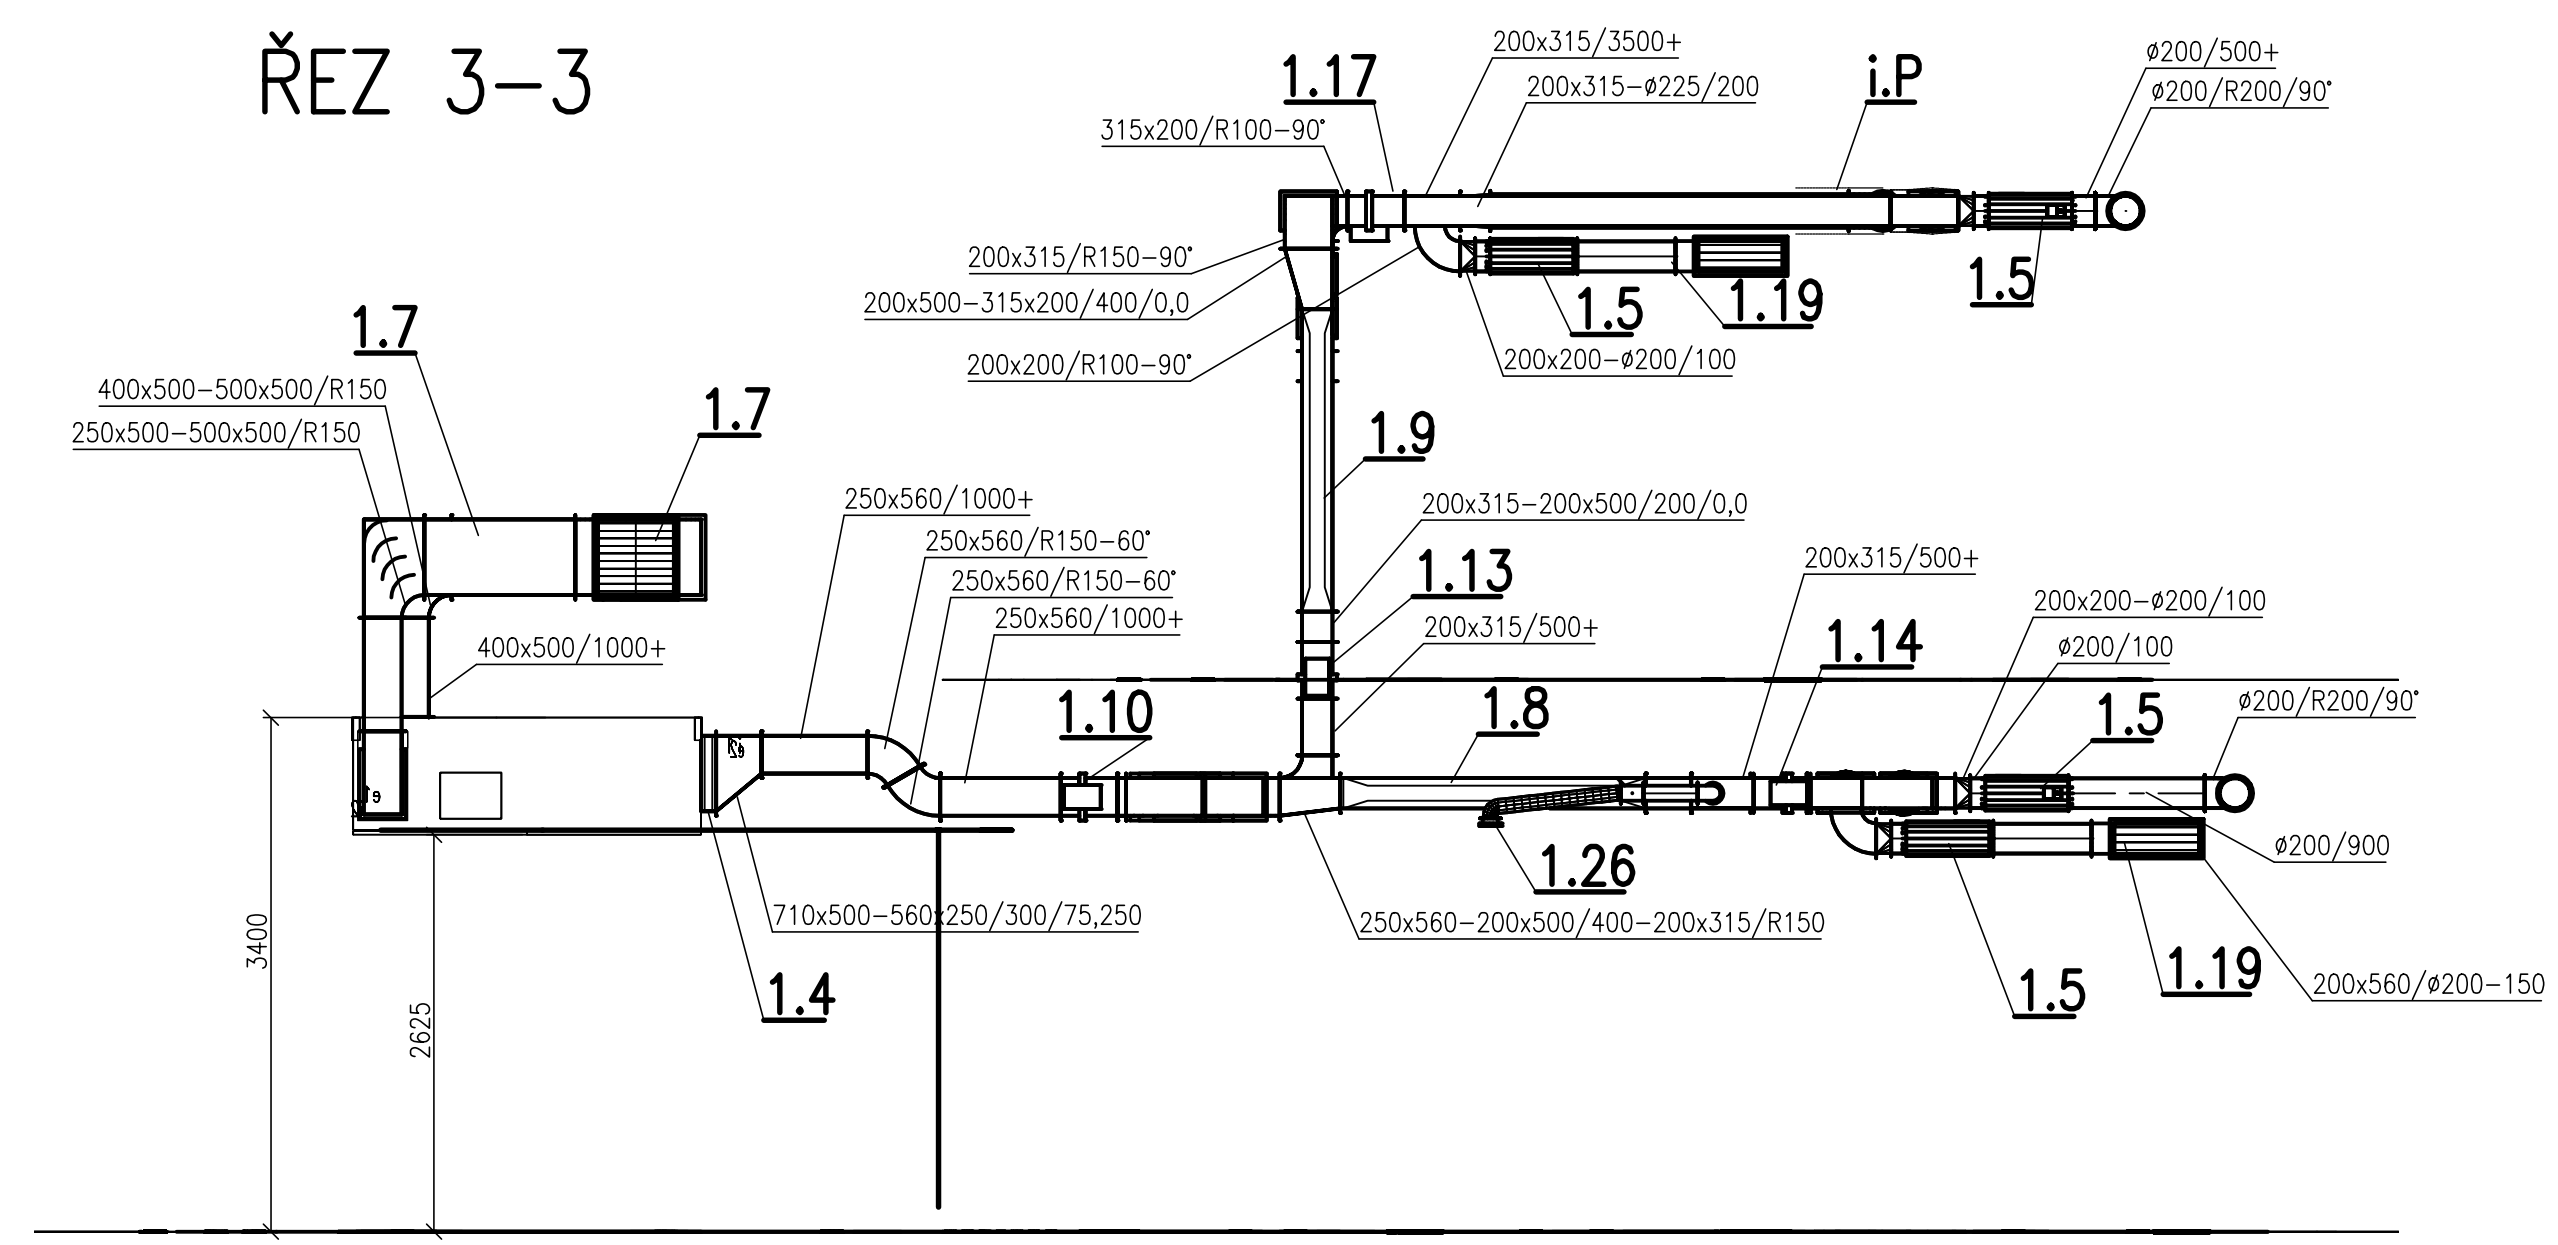 ŘEZ 3-3
200x315/3500+
1.17
200x315-ø225/200
i.P
ø200/500+
ø200/R200/90°
315x200/R100-90°
200x315/R150-90°
200x500-315x200/400/0,0
1.5
1.19
1.5
200x200/R100-90°
200x200-ø200/100
1.7
400x500-500x500/R150
250x500-500x500/R150
1.7
1.9
250x560/1000+
200x315-200x500/200/0,0
250x560/R150-60°
250x560/R150-60°
1.13
200x315/500+
250x560/1000+
200x315/500+
200x200-ø200/100
400x500/1000+
1.14
ø200/100
1.10
1.8
1.5
ø200/R200/90°
ø200/900
1.26
710x500-560x250/300/75,250
250x560-200x500/400-200x315/R150
3400
2625
1.4
1.5
1.19
200x560/ø200-150